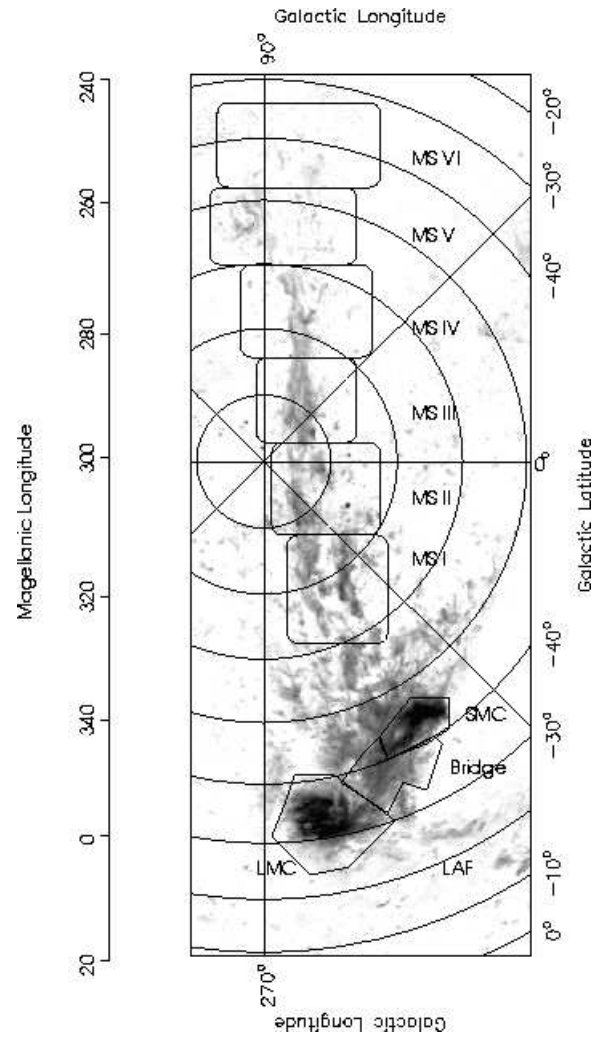 Galactic Longitude
90°
240
260
280
300
320
340
0
20
Magellanic Longitude
MS VI
MS V
MS IV
MS III
MS II
MS I
SMC
Bridge
LMC
LAF
-20°
-30°
-40°
0°
Galactic Latitude
-40°
-30°
-10°
0°
270°
Galactic Longitude